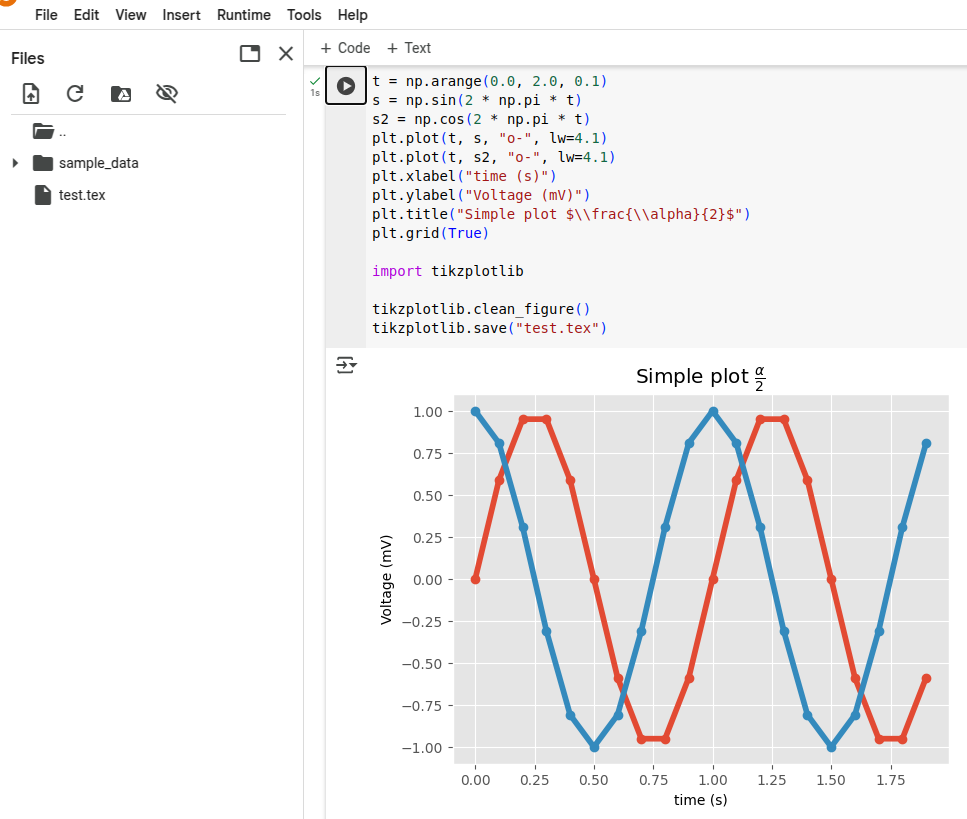 File Edit View Insert Runtime Tools Help
Files
..
sample_data
test.tex
+ Code + Text
1s
t = np.arange(0.0, 2.0, 0.1)
s = np.sin(2 * np.pi * t)
s2 = np.cos(2 * np.pi * t)
plt.plot(t, s, "o-", lw=4.1)
plt.plot(t, s2, "o-", lw=4.1)
plt.xlabel("time (s)")
plt.ylabel("Voltage (mV)")
plt.title("Simple plot $\\frac{\\alpha}{2}$")
plt.grid(True)
import tikzplotlib
tikzplotlib.clean_figure()
tikzplotlib.save("test.tex")
Simple plot α/2
Voltage (mV)
1.00
0.75
0.50
0.25
0.00
−0.25
−0.50
−0.75
−1.00
0.00 0.25 0.50 0.75 1.00 1.25 1.50 1.75
time (s)